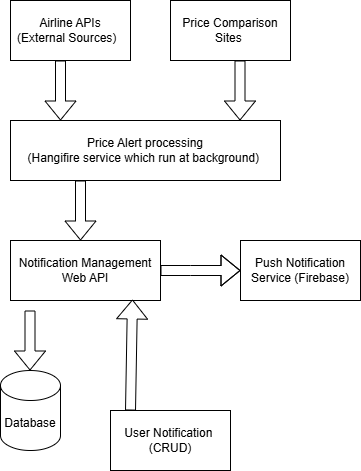 Airline APIs
(External Sources)
Price Comparison
Sites
Price Alert processing
(Hangifire service which run at background)
Notification Management
Web API
Push Notification
Service (Firebase)
Database
User Notification
(CRUD)